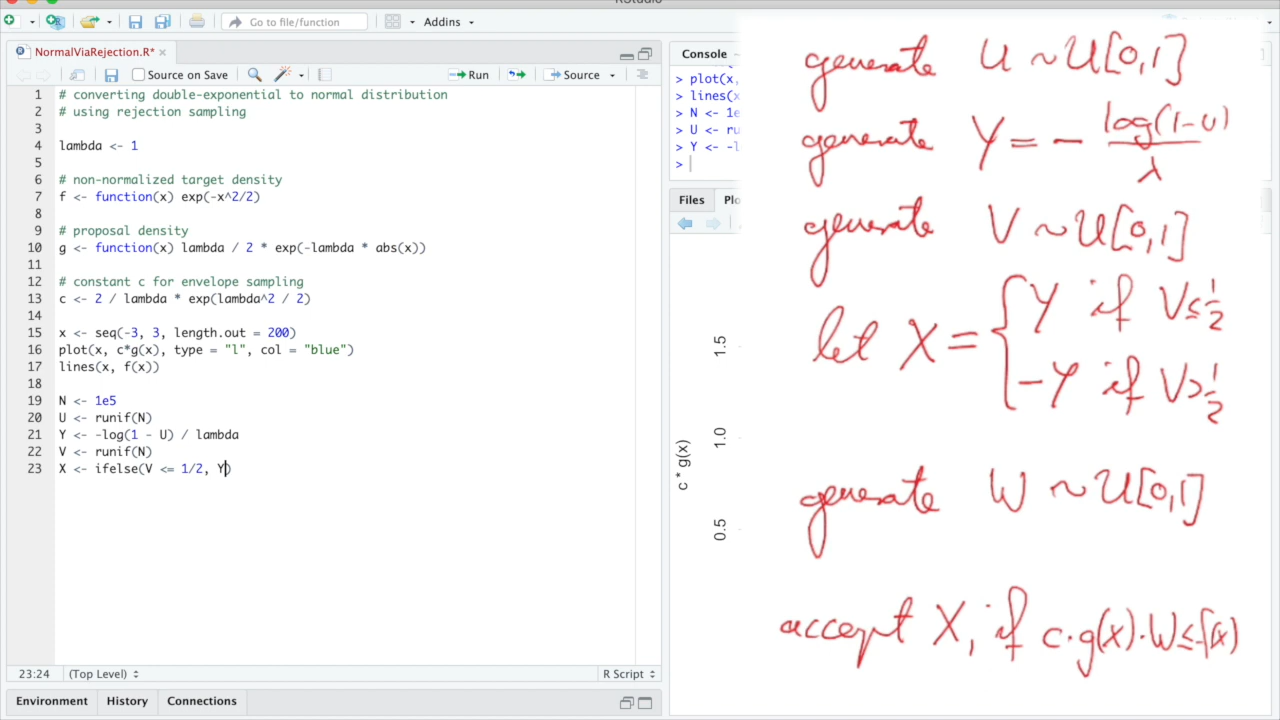 RStudio
Go to file/function
Addins
NormalViaRejection.R*
Source on Save
Run
Source
1 # converting double-exponential to normal distribution
2 # using rejection sampling
3
4 lambda <- 1
5
6 # non-normalized target density
7 f <- function(x) exp(-x^2/2)
8
9 # proposal density
10 g <- function(x) lambda / 2 * exp(-lambda * abs(x))
11
12 # constant c for envelope sampling
13 c <- 2 / lambda * exp(lambda^2 / 2)
14
15 x <- seq(-3, 3, length.out = 200)
16 plot(x, c*g(x), type = "l", col = "blue")
17 lines(x, f(x))
18
19 N <- 1e5
20 U <- runif(N)
21 Y <- -log(1 - U) / lambda
22 V <- runif(N)
23 X <- ifelse(V <= 1/2, Y)
23:24 (Top Level) R Script
Environment History Connections
Console
> plot(x,
> lines(x
> N <- 1e
> U <- ru
> Y <- -l
>
Files Plo
c * g(x)
1.5
1.0
0.5
generate U ~ U[0,1]
generate Y = - log(1-U) / λ
generate V ~ U[0,1]
let X = { Y if V ≤ 1/2
-Y if V > 1/2
generate W ~ U[0,1]
accept X, if c·g(x)·W ≤ f(x)